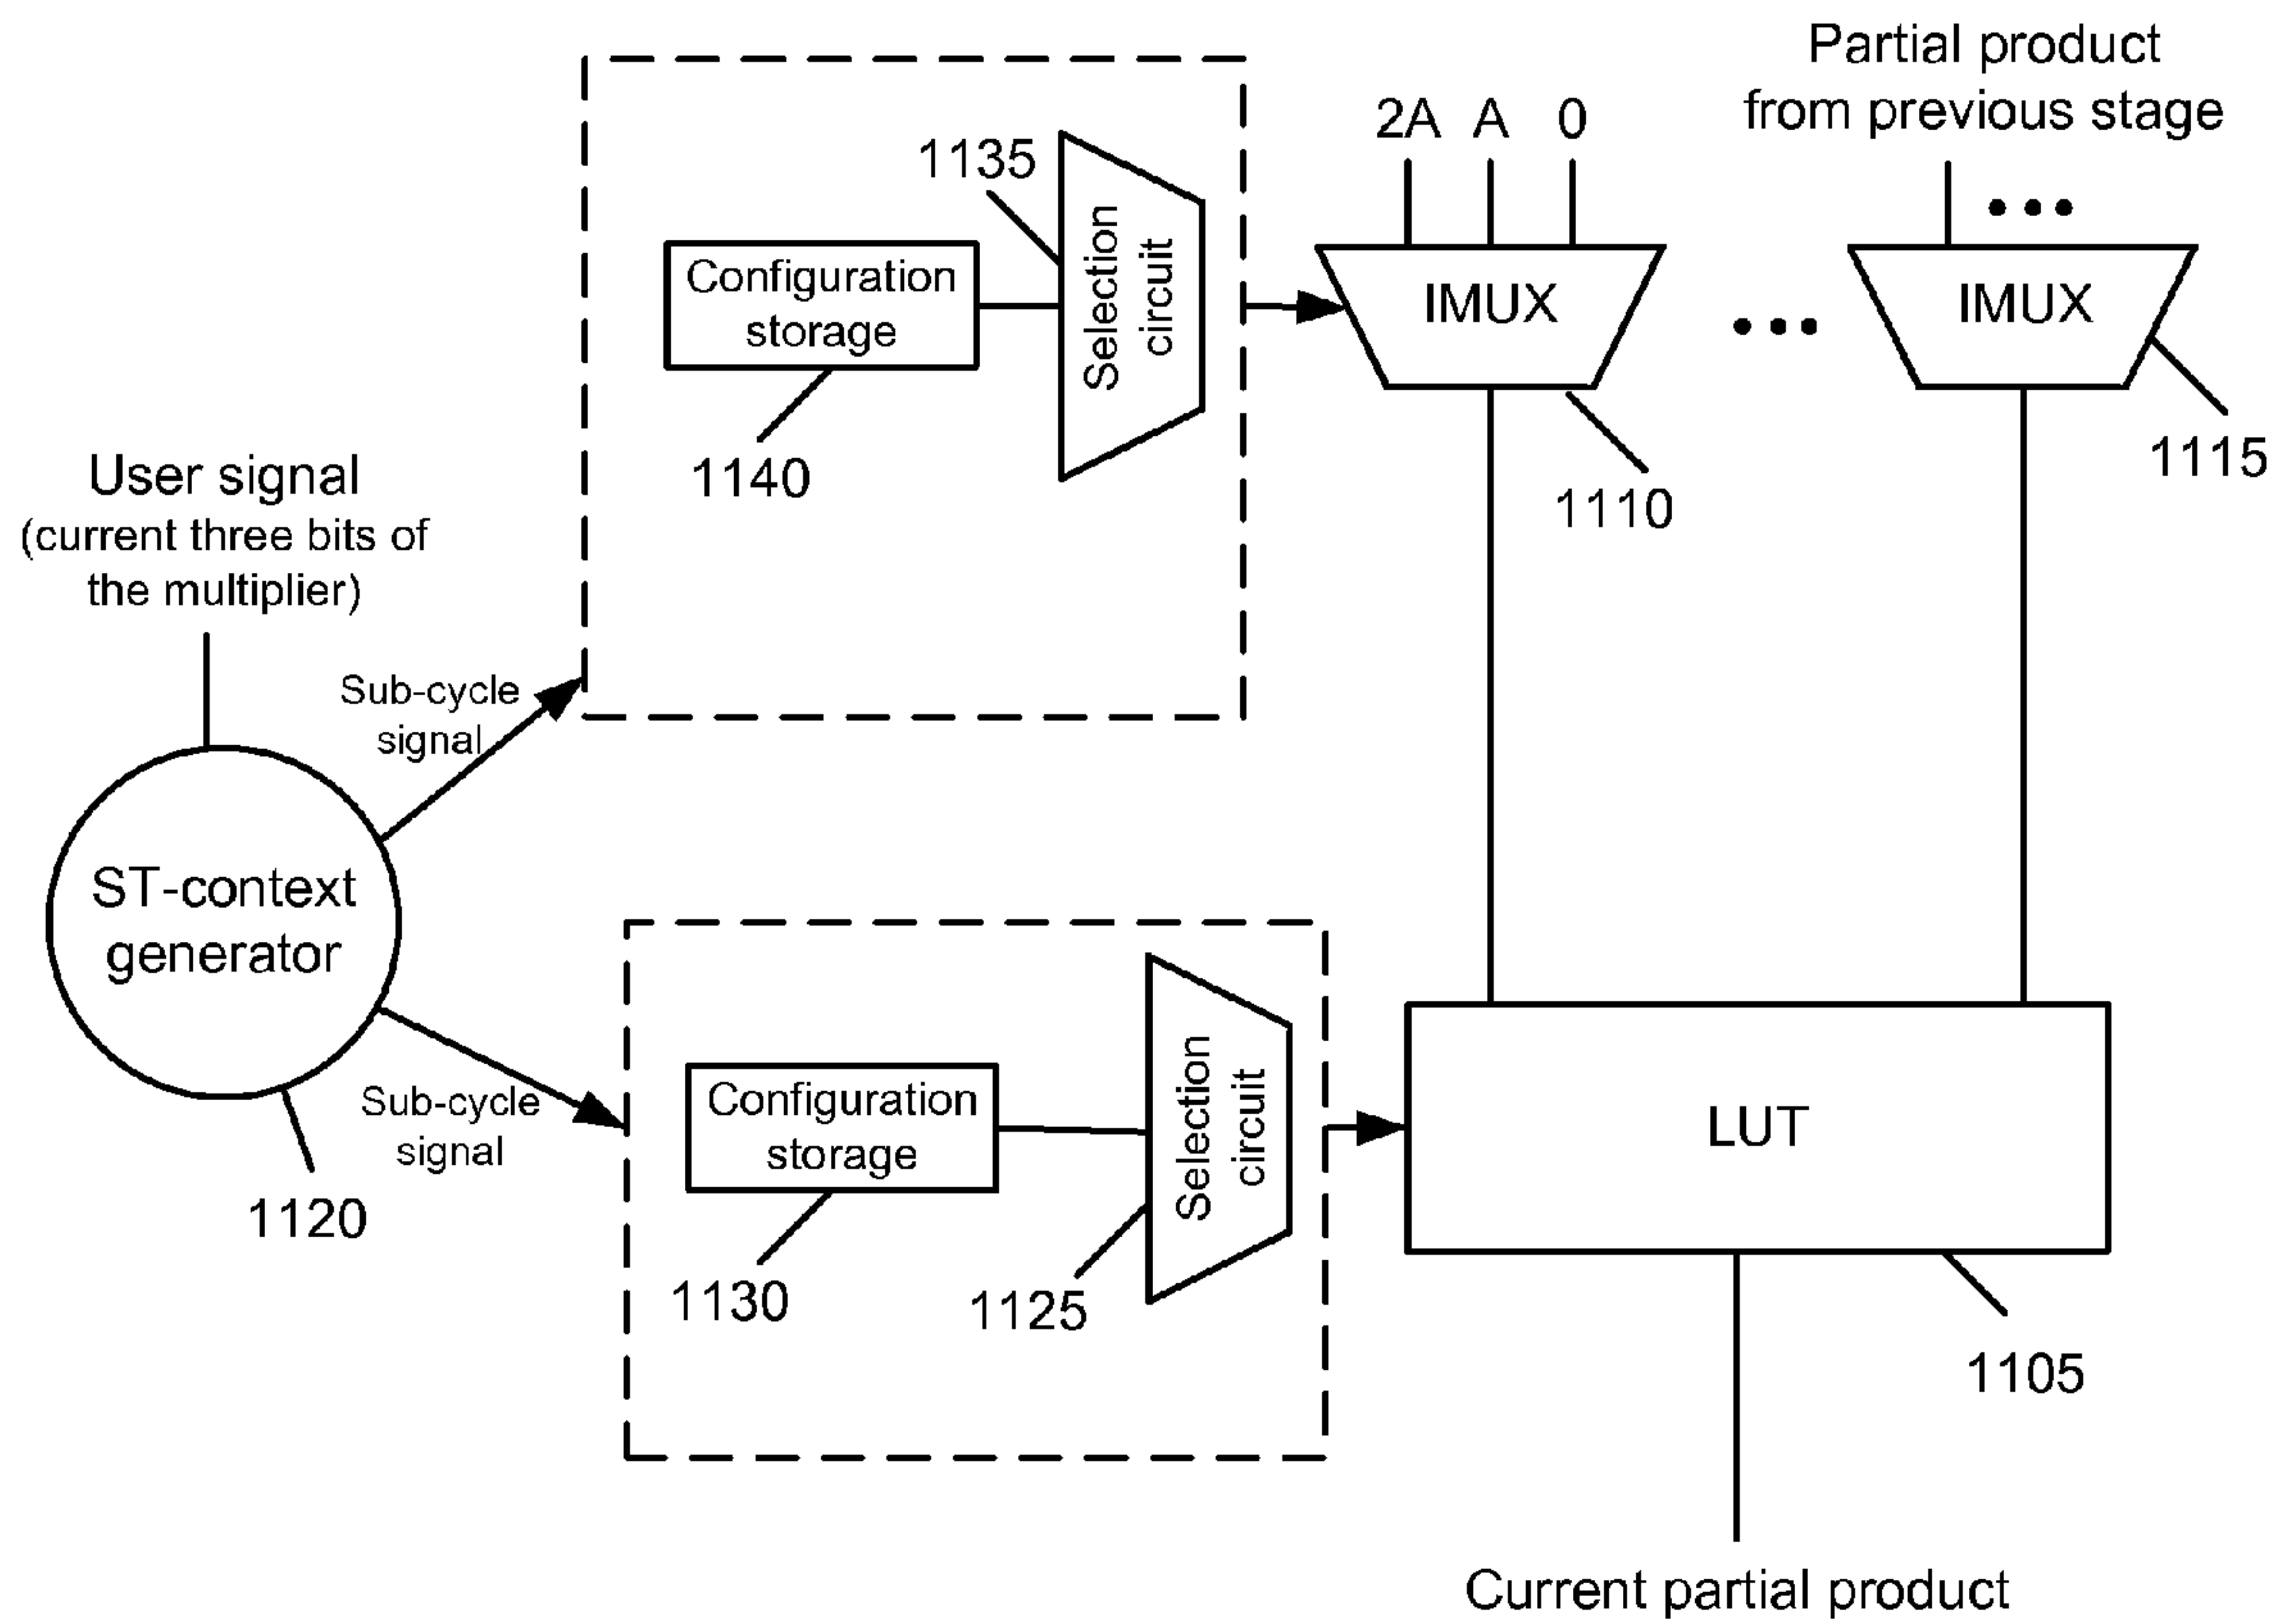 Partial product
from previous stage
2A A 0
1135
Selection
circuit
Configuration
storage
1140
IMUX
IMUX
1110
1115
User signal
(current three bits of
the multiplier)
Sub-cycle
signal
ST-context
generator
Sub-cycle
signal
1120
Configuration
storage
1130
Selection
circuit
1125
LUT
1105
Current partial product